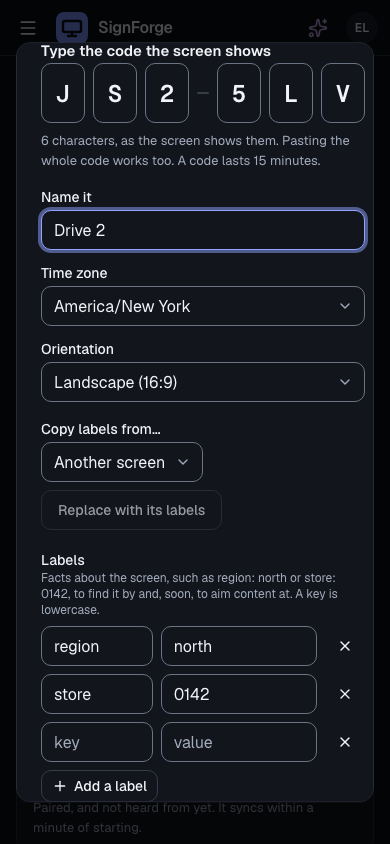 SignForge
EL
Type the code the screen shows
J S 2 – 5 L V
6 characters, as the screen shows them. Pasting the
whole code works too. A code lasts 15 minutes.
Name it
Drive 2
Time zone
America/New York
Orientation
Landscape (16:9)
Copy labels from...
Another screen
Replace with its labels
Labels
Facts about the screen, such as region: north or store:
0142, to find it by and, soon, to aim content at. A key is
lowercase.
region north ×
store 0142 ×
key value ×
+ Add a label
Paired, and not heard from yet. It syncs within a
minute of starting.